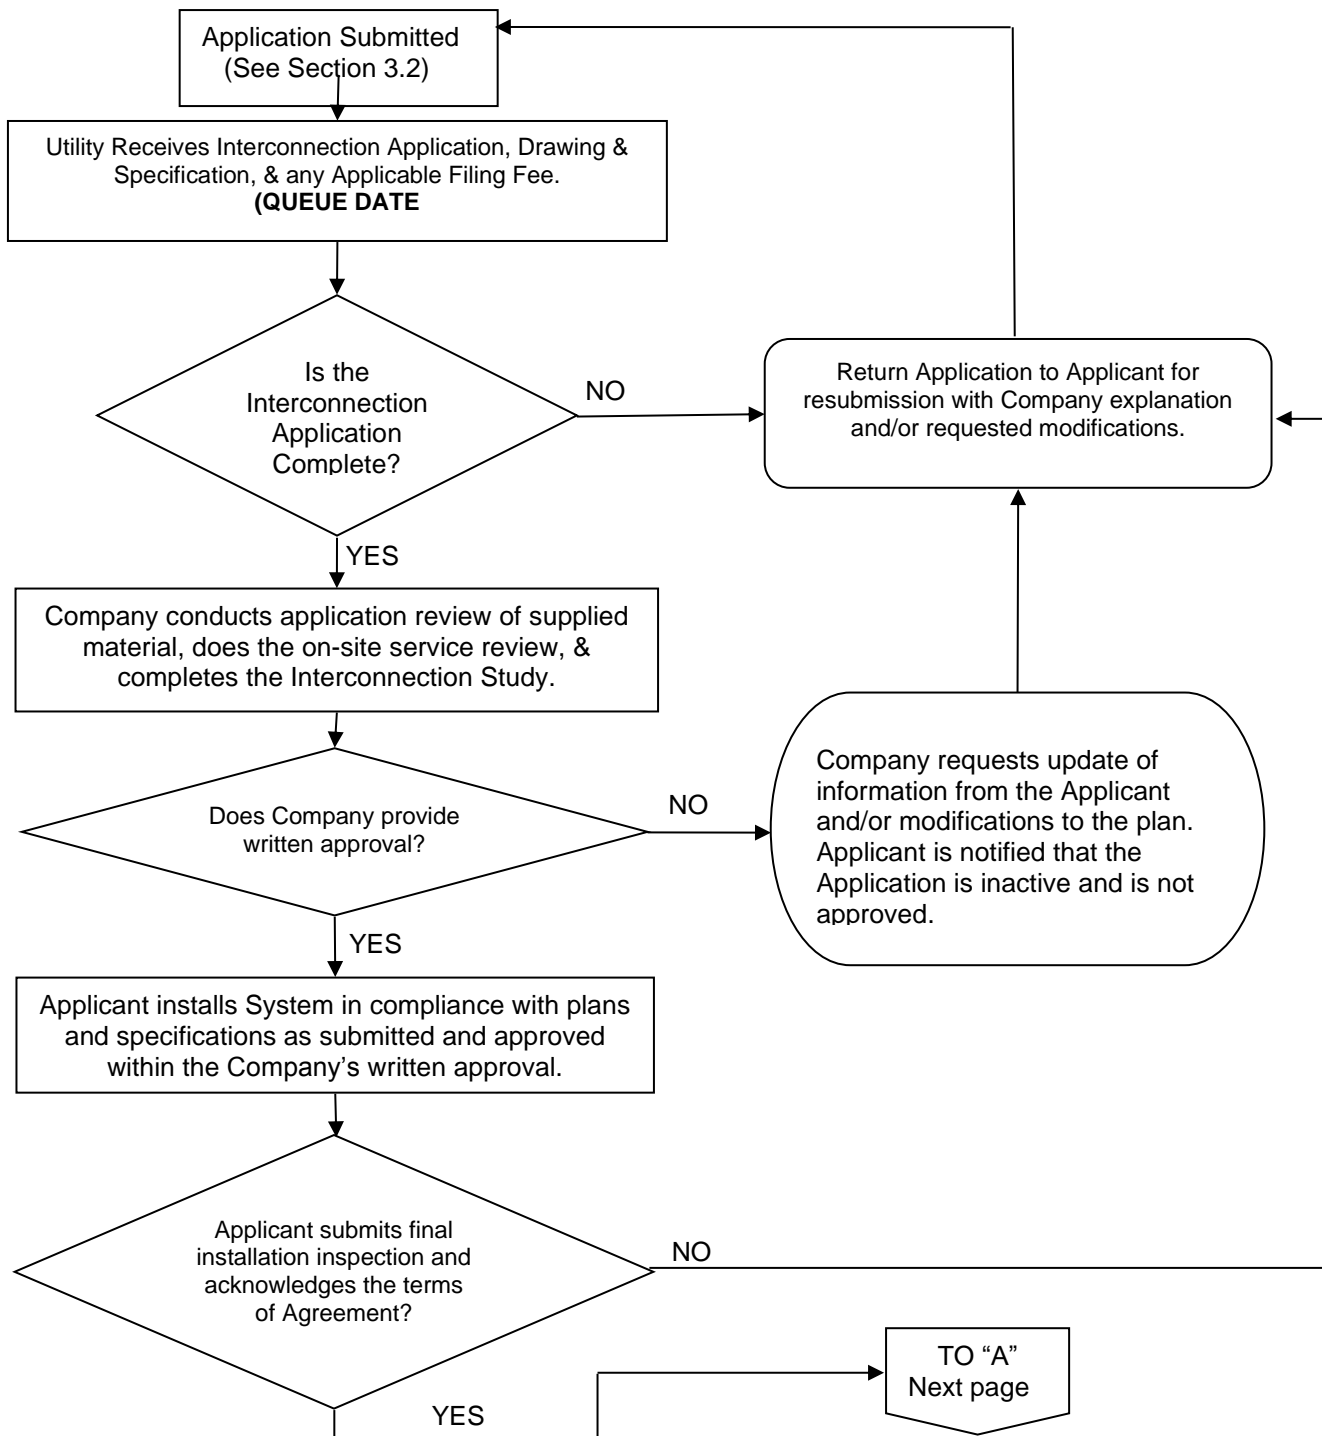 Application Submitted
(See Section 3.2)
Utility Receives Interconnection Application, Drawing &
Specification, & any Applicable Filing Fee.
(QUEUE DATE
Is the
Interconnection
Application
Complete?
NO
Return Application to Applicant for
resubmission with Company explanation
and/or requested modifications.
YES
Company conducts application review of supplied
material, does the on-site service review, &
completes the Interconnection Study.
Does Company provide
written approval?
NO
Company requests update of
information from the Applicant
and/or modifications to the plan.
Applicant is notified that the
Application is inactive and is not
approved.
YES
Applicant installs System in compliance with plans
and specifications as submitted and approved
within the Company’s written approval.
Applicant submits final
installation inspection and
acknowledges the terms
of Agreement?
NO
TO “A”
Next page
YES